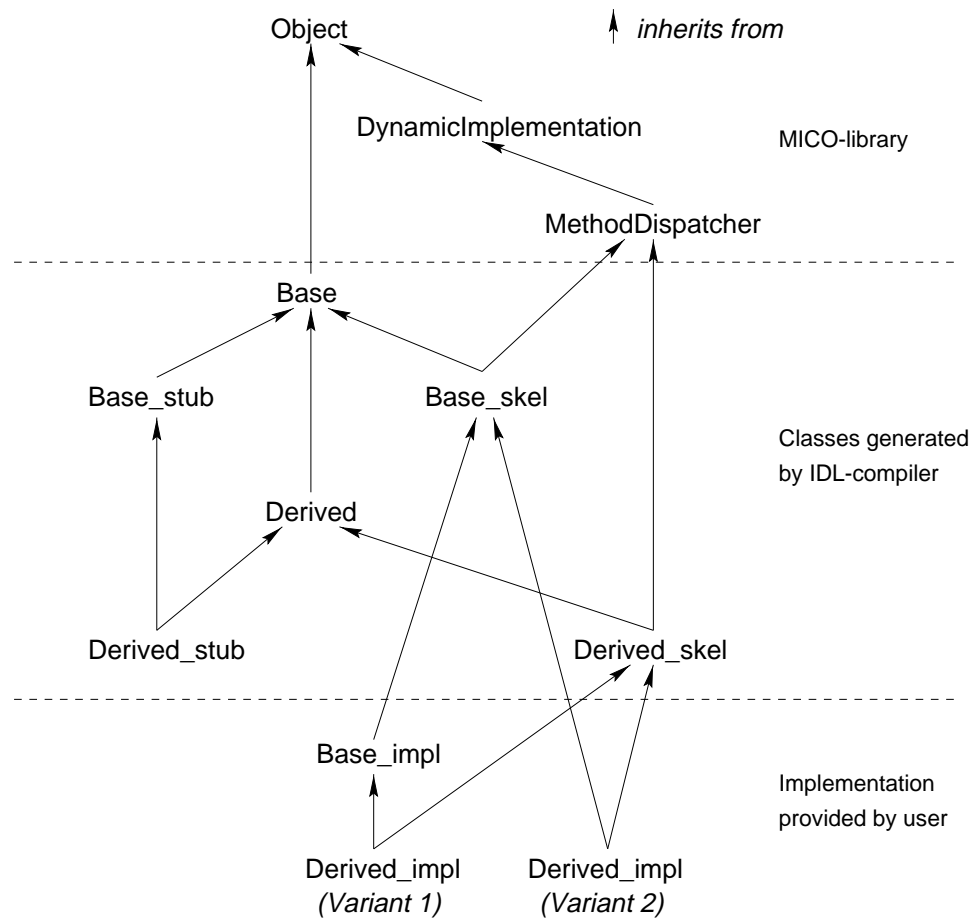 Object
inherits from
DynamicImplementation
MICO-library
MethodDispatcher
Base
Base_stub
Base_skel
Classes generated
by IDL-compiler
Derived
Derived_stub
Derived_skel
Base_impl
Implementation
provided by user
Derived_impl
(Variant 1)
Derived_impl
(Variant 2)